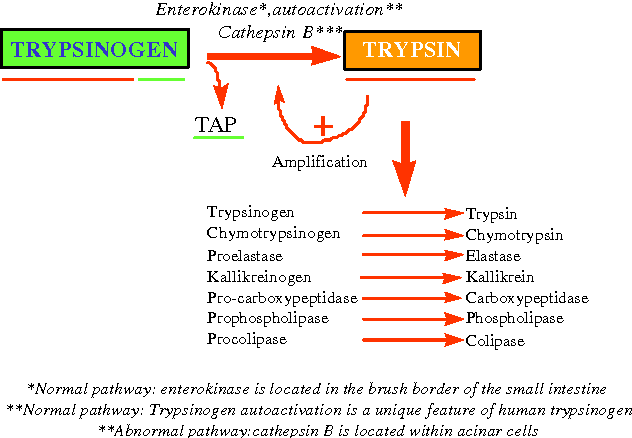 Enterokinase*,autoactivation**
Cathepsin B***
TRYPSINOGEN
TRYPSIN
TAP
+
Amplification
Trypsinogen Trypsin
Chymotrypsinogen Chymotrypsin
Proelastase Elastase
Kallikreinogen Kallikrein
Pro-carboxypeptidase Carboxypeptidase
Prophospholipase Phospholipase
Procolipase Colipase
*Normal pathway: enterokinase is located in the brush border of the small intestine
**Normal pathway: Trypsinogen autoactivation is a unique feature of human trypsinogen
**Abnormal pathway:cathepsin B is located within acinar cells